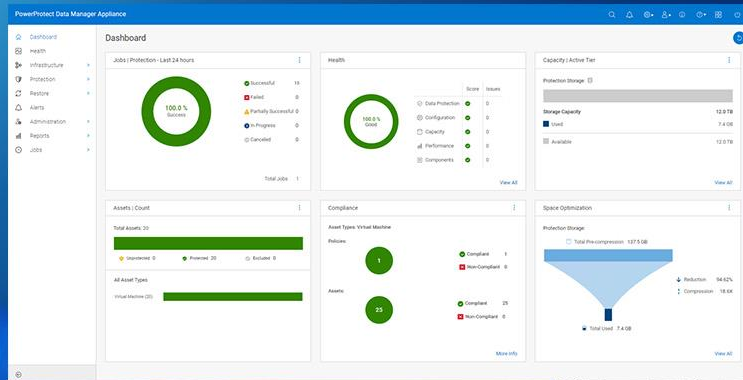 PowerProtect Data Manager Appliance
Dashboard
Health
Infrastructure
Protection
Restore
Alerts
Administration
Reports
Jobs
Dashboard
Jobs | Protection - Last 24 hours
100.0 %
Success
Successful
Failed 0
Partially Successful 0
In Progress 0
Canceled 0
Total Jobs 1
Health
100.0 %
Good
Score Issues
Data Protection 0
Configuration 0
Capacity 0
Performance 0
Components 0
View All
Capacity | Active Tier
Protection Storage:
Storage Capacity 12.0 TB
Used 7.4 GB
Available 12.0 TB
View All
Assets | Count
Total Assets: 20
Unprotected 0 Protected 20 Excluded 0
All Asset Types:
Virtual Machine (20)
Compliance
Asset Types: Virtual Machine
Policies:
1
Compliant 1
Non-Compliant 0
Assets:
25
Compliant 25
Non-Compliant 0
More Info
Space Optimization
Protection Storage:
Total Pre-compression 137.5 GB
Reduction 94.62%
Compression 18.6X
Total Used 7.4 GB
View All